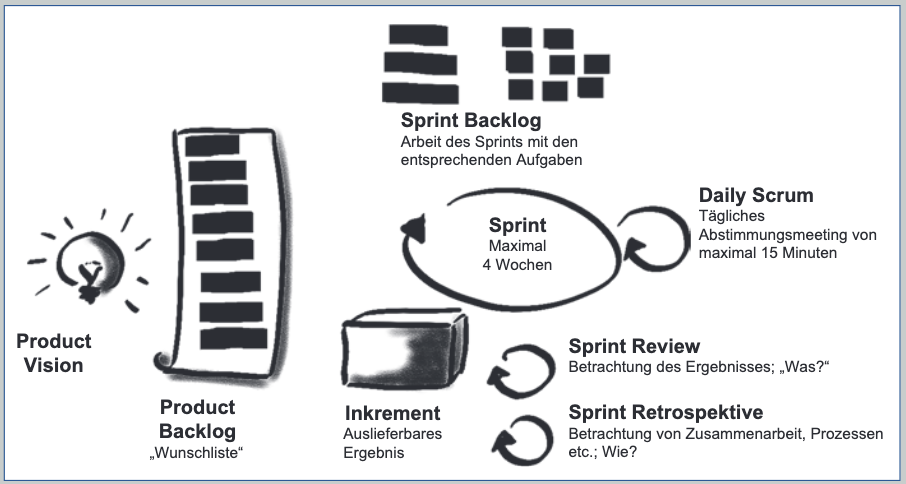 Sprint Backlog
Arbeit des Sprints mit den
entsprechenden Aufgaben
Sprint
Maximal
4 Wochen
Daily Scrum
Tägliches
Abstimmungsmeeting von
maximal 15 Minuten
Product
Vision
Product
Backlog
„Wunschliste“
Inkrement
Auslieferbares
Ergebnis
Sprint Review
Betrachtung des Ergebnisses; „Was?“
Sprint Retrospektive
Betrachtung von Zusammenarbeit, Prozessen
etc.; Wie?